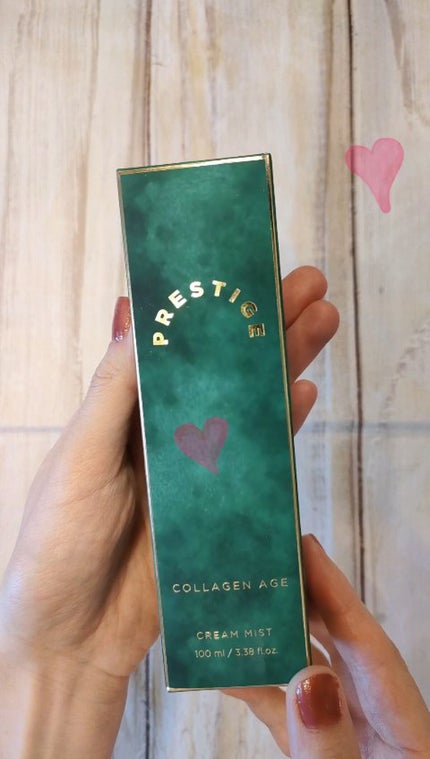 PRESTIGE
COLLAGEN AGE
CREAM MIST
100 ml / 3.38 fl.oz.